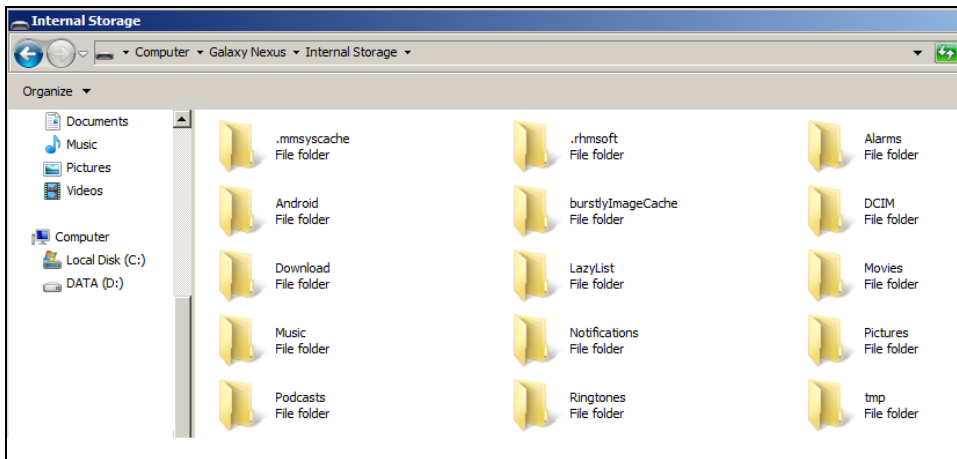 Internal Storage
Computer Galaxy Nexus Internal Storage
Organize
Documents
Music
Pictures
Videos
Computer
Local Disk (C:)
DATA (D:)
.mmsyscache
File folder
.rhmsoft
File folder
Alarms
File folder
Android
File folder
burstlyImageCache
File folder
DCIM
File folder
Download
File folder
LazyList
File folder
Movies
File folder
Music
File folder
Notifications
File folder
Pictures
File folder
Podcasts
File folder
Ringtones
File folder
tmp
File folder